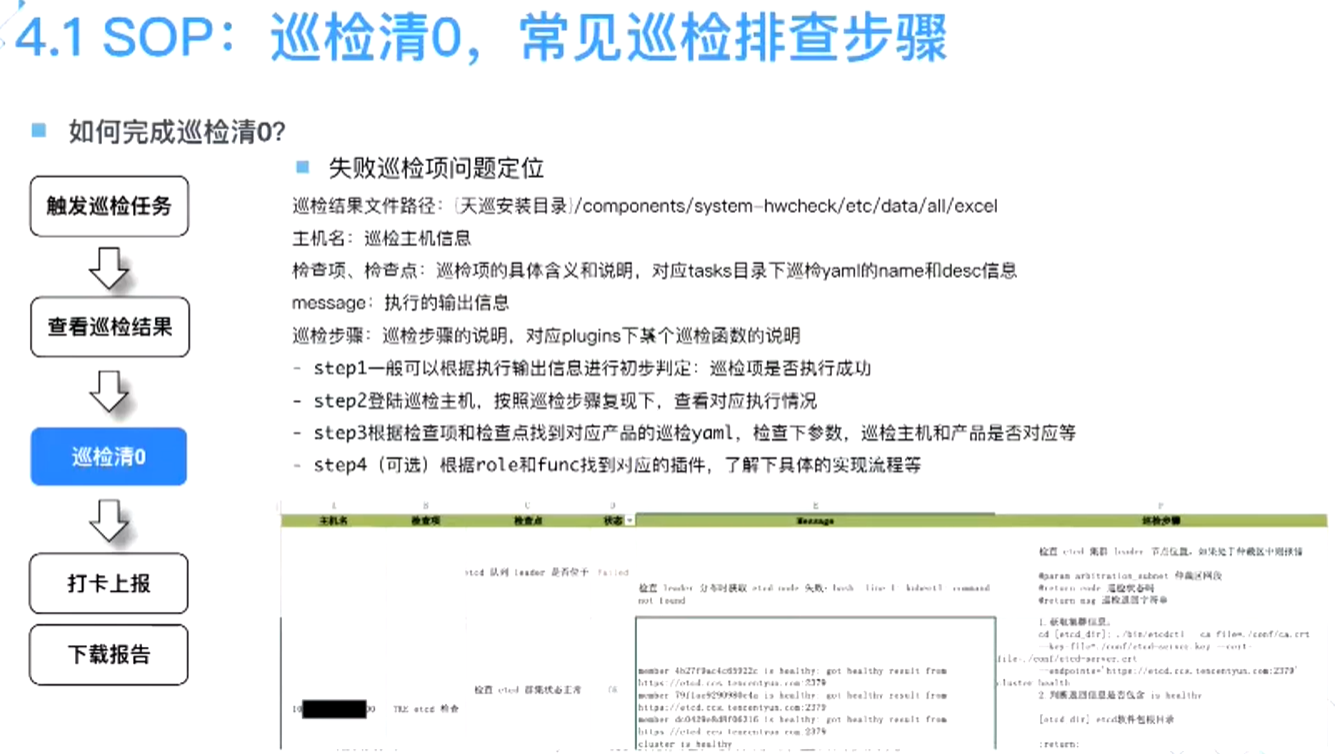 4.1 SOP：巡检清0，常见巡检排查步骤
如何完成巡检清0?
触发巡检任务
查看巡检结果
巡检清0
打卡上报
下载报告
失败巡检项问题定位
巡检结果文件路径：{天巡安装目录}/components/system-hwcheck/etc/data/all/excel
主机名：巡检主机信息
检查项、检查点：巡检项的具体含义和说明，对应tasks目录下巡检yaml的name和desc信息
message：执行的输出信息
巡检步骤：巡检步骤的说明，对应plugins下某个巡检函数的说明
- step1一般可以根据执行输出信息进行初步判定：巡检项是否执行成功
- step2登陆巡检主机，按照巡检步骤复现下，查看对应执行情况
- step3根据检查项和检查点找到对应产品的巡检yaml，检查下参数，巡检主机和产品是否对应等
- step4（可选）根据role和func找到对应的插件，了解下具体的实现流程等
A B C D E F
主机名 检查项 检查点 状态 Message 巡检步骤
etcd 队列 leader 是否位于 Failed
检查 leader 分布时获取 etcd node 失败: bash line 1 kubectl command
not found
检查 etcd 集群 leader 节点位置，如果处于仲裁区中则报错
@param arbitration_subnet 仲裁区网段
@return code 巡检状态码
@return msg 巡检返回字符串
1. 获取集群信息。
cd [etcd_dir]; ./bin/etcdctl ca file=./conf/ca.crt
--key-file=./conf/etcd-server.key --cert-
file=./conf/etcd-server.crt
--endpoints='https://etcd.ccs.tencentyun.com:2379'
cluster-health
2. 判断返回信息是否包含 is healthy
[etcd dir] etcd软件包根目录
:return:
TKE etcd 检查
检查 etcd 群集状态正常 OK
is healthy: got healthy result from
https://etcd.ccs.tencentyun.com:2379
is healthy: got healthy result from
https://etcd.ccs.tencentyun.com:2379
is healthy: got healthy result from
https://etcd.ccs.tencentyun.com:2379
cluster is healthy